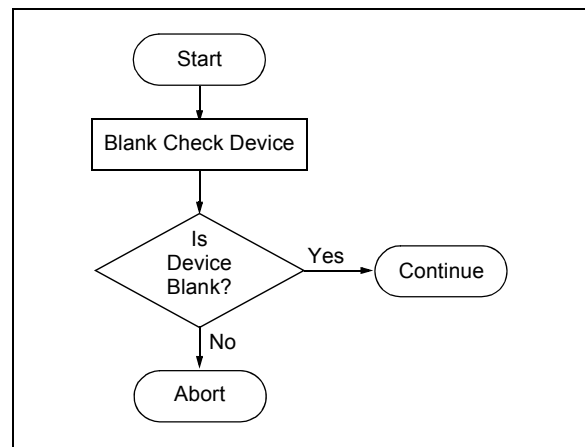 Start
Blank Check Device
Is
Device
Blank?
Yes
Continue
No
Abort